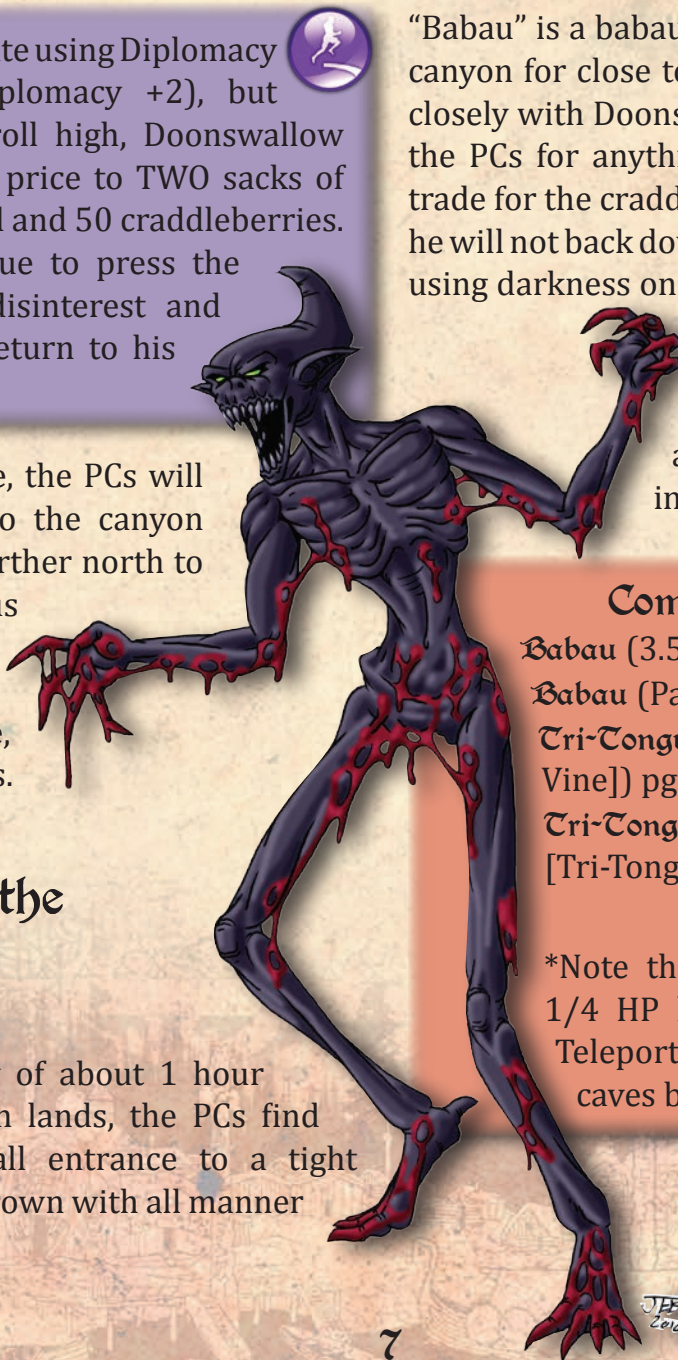 te using Diplomacy
plomacy +2), but
roll high, Doonswallow
price to TWO sacks of
l and 50 craddleberries.
ue to press the
disinterest and
eturn to his
e, the PCs will
o the canyon
rther north to
us
e,
s.
the
y of about 1 hour
n lands, the PCs find
all entrance to a tight
own with all manner
“Babau” is a babau
canyon for close to
closely with Doons
the PCs for anyth
trade for the cradd
he will not back dov
using darkness on
a
in
Com
Babau (3.5
Babau (Pa
Tri-Tongu
Vine]) pg
Tri-Tong
[Tri-Tong
*Note th
1/4 HP
Teleport
caves b
7